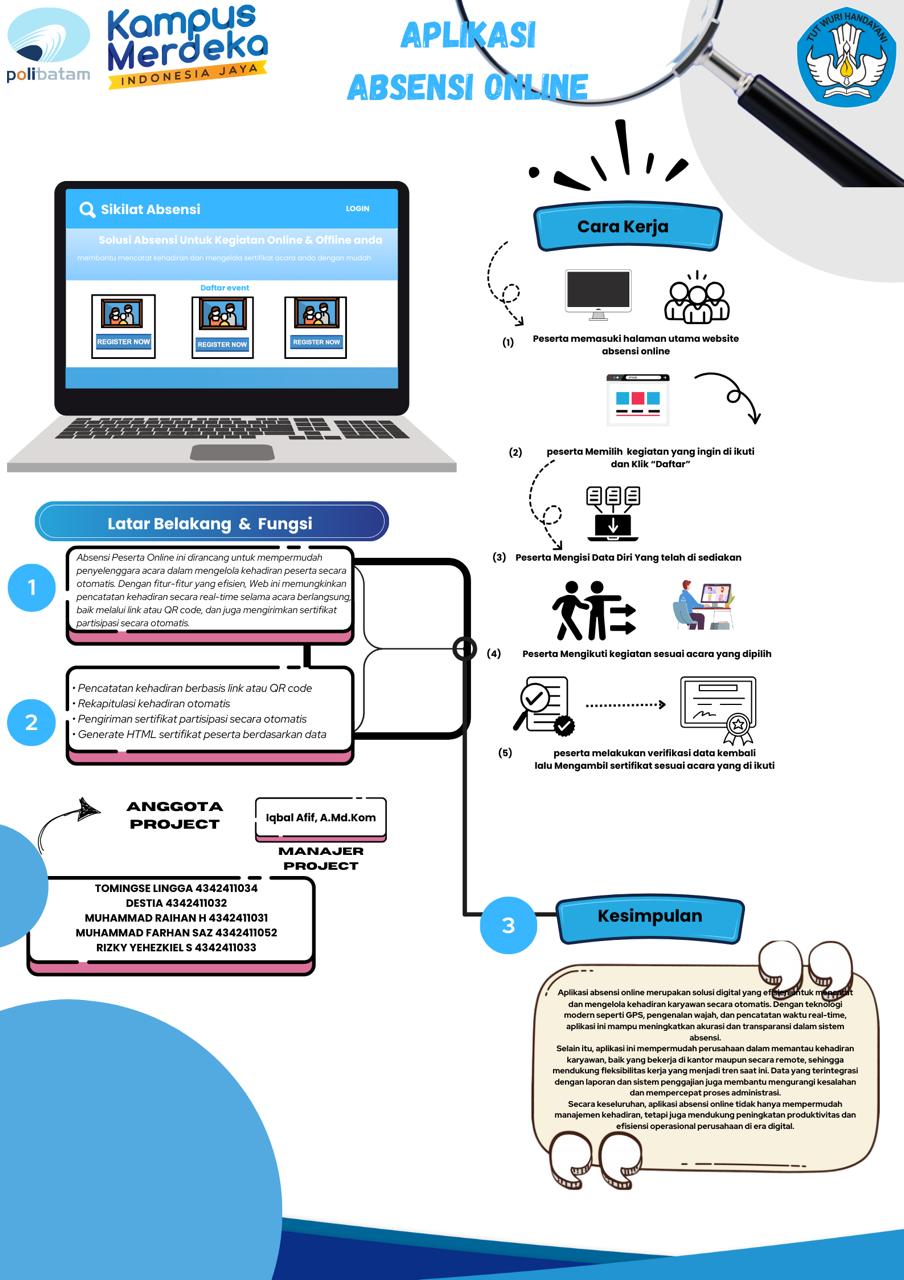 polibatam
Kampus
Merdeka
INDONESIA JAYA
APLIKASI
ABSENSI ONLINE
TUT WURI HANDAYANI
Sikilat Absensi
LOGIN
Solusi Absensi Untuk Kegiatan Online & Offline anda
membantu mencatat kehadiran dan mengelola sertifikat acara anda dengan mudah
Daftar event
REGISTER NOW
REGISTER NOW
REGISTER NOW
Cara Kerja
(1) Peserta memasuki halaman utama website
absensi online
(2) peserta Memilih kegiatan yang ingin di ikuti
dan Klik “Daftar”
(3) Peserta Mengisi Data Diri Yang telah di sediakan
(4) Peserta Mengikuti kegiatan sesuai acara yang dipilih
(5) peserta melakukan verifikasi data kembali
lalu Mengambil sertifikat sesuai acara yang di ikuti
Latar Belakang & Fungsi
1
Absensi Peserta Online ini dirancang untuk mempermudah
penyelenggara acara dalam mengelola kehadiran peserta secara
otomatis. Dengan fitur-fitur yang efisien, Web ini memungkinkan
pencatatan kehadiran secara real-time selama acara berlangsung,
baik melalui link atau QR code, dan juga mengirimkan sertifikat
partisipasi secara otomatis.
2
• Pencatatan kehadiran berbasis link atau QR code
• Rekapitulasi kehadiran otomatis
• Pengiriman sertifikat partisipasi secara otomatis
• Generate HTML sertifikat peserta berdasarkan data
ANGGOTA
PROJECT
Iqbal Afif, A.Md.Kom
MANAJER
PROJECT
TOMINGSE LINGGA 4342411034
DESTIA 4342411032
MUHAMMAD RAIHAN H 4342411031
MUHAMMAD FARHAN SAZ 4342411052
RIZKY YEHEZKIEL S 4342411033
3
Kesimpulan
Aplikasi absensi online merupakan solusi digital yang efisien untuk mencatat
dan mengelola kehadiran karyawan secara otomatis. Dengan teknologi
modern seperti GPS, pengenalan wajah, dan pencatatan waktu real-time,
aplikasi ini mampu meningkatkan akurasi dan transparansi dalam sistem
absensi.
Selain itu, aplikasi ini mempermudah perusahaan dalam memantau kehadiran
karyawan, baik yang bekerja di kantor maupun secara remote, sehingga
mendukung fleksibilitas kerja yang menjadi tren saat ini. Data yang terintegrasi
dengan laporan dan sistem penggajian juga membantu mengurangi kesalahan
dan mempercepat proses administrasi.
Secara keseluruhan, aplikasi absensi online tidak hanya mempermudah
manajemen kehadiran, tetapi juga mendukung peningkatan produktivitas dan
efisiensi operasional perusahaan di era digital.